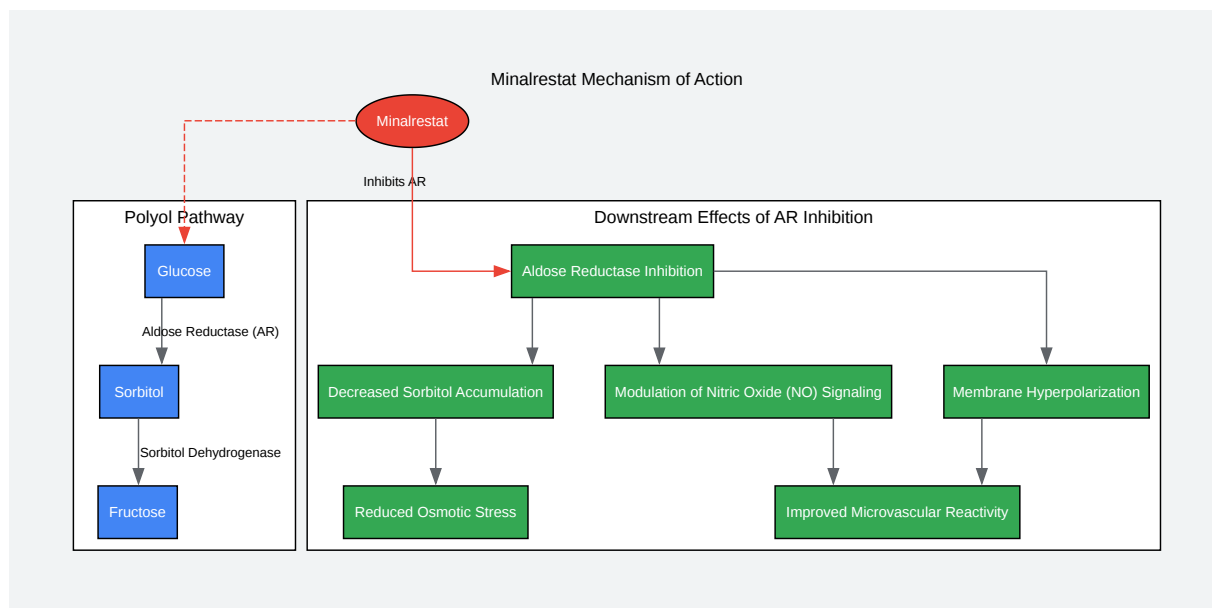 Minalrestat Mechanism of Action
Minalrestat
Inhibits AR
Polyol Pathway
Glucose
Aldose Reductase (AR)
Sorbitol
Sorbitol Dehydrogenase
Fructose
Downstream Effects of AR Inhibition
Aldose Reductase Inhibition
Decreased Sorbitol Accumulation
Modulation of Nitric Oxide (NO) Signaling
Membrane Hyperpolarization
Reduced Osmotic Stress
Improved Microvascular Reactivity